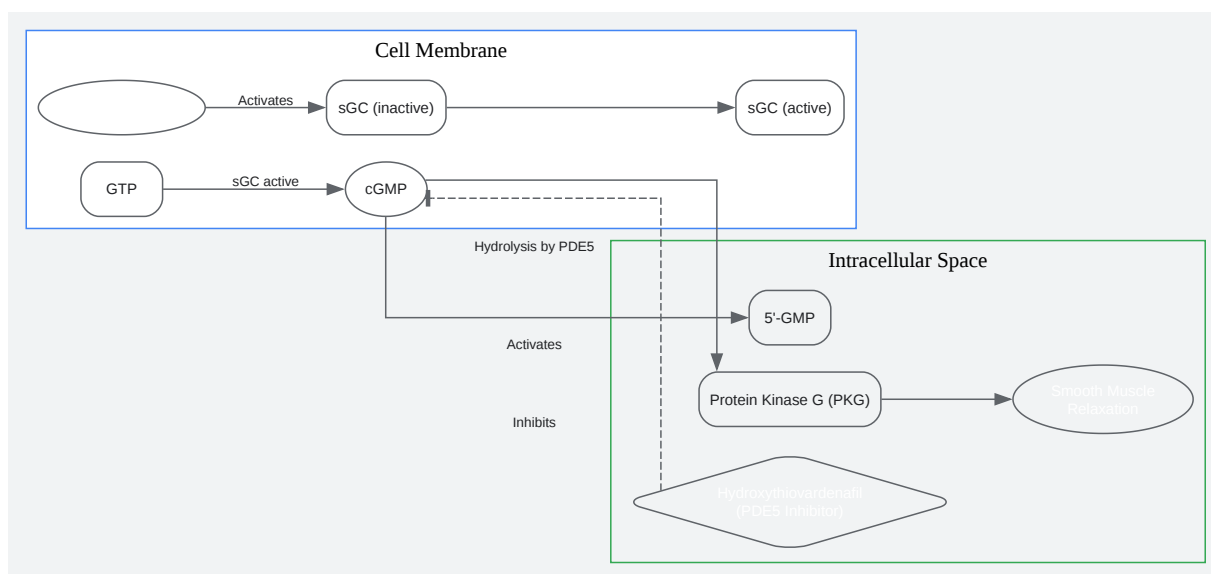 Cell Membrane
Activates
sGC (inactive)
sGC (active)
GTP
sGC active
cGMP
Hydrolysis by PDE5
Intracellular Space
5'-GMP
Activates
Protein Kinase G (PKG)
Smooth Muscle
Relaxation
Inhibits
Hydroxythiovardenafil
(PDE5 Inhibitor)